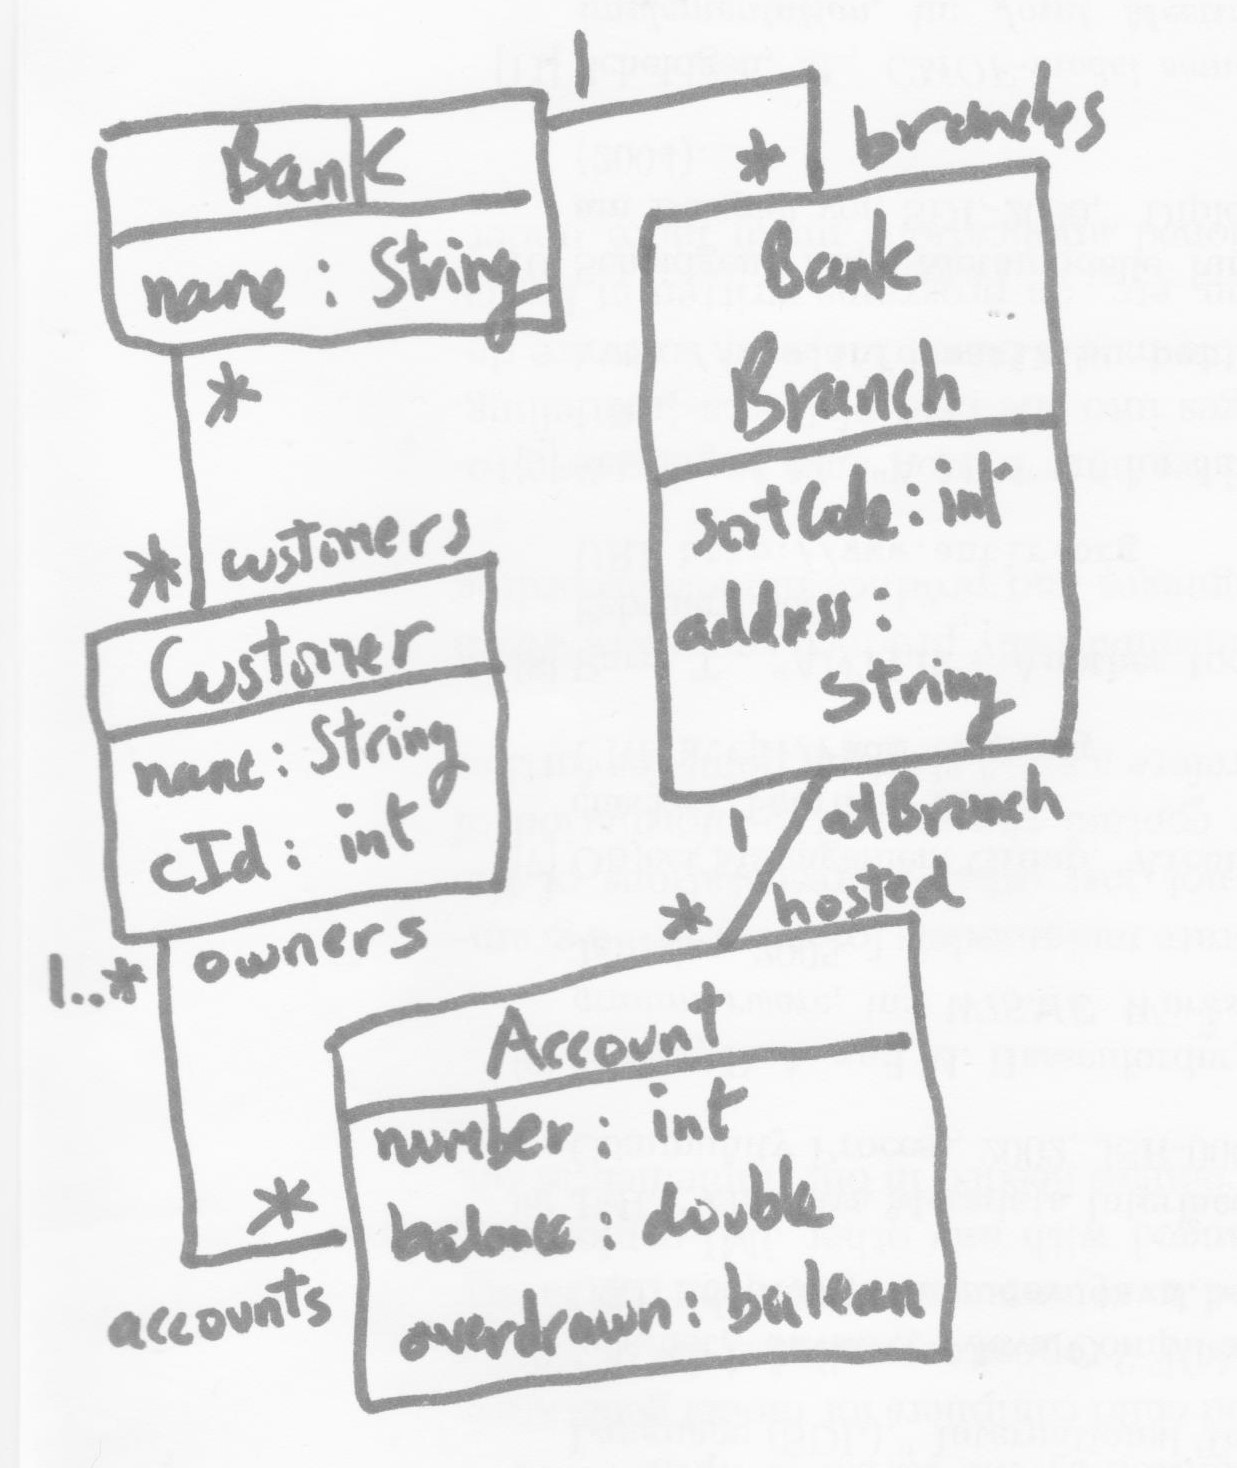 1
* branches
Bank
name: String
*
Bank
Branch
sortCode: int
address:
String
* customers
Customer
name: String
cId: int
1 atBranch
* hosted
1..* owners
Account
number: int
balance: double
overdrawn: 
* accounts